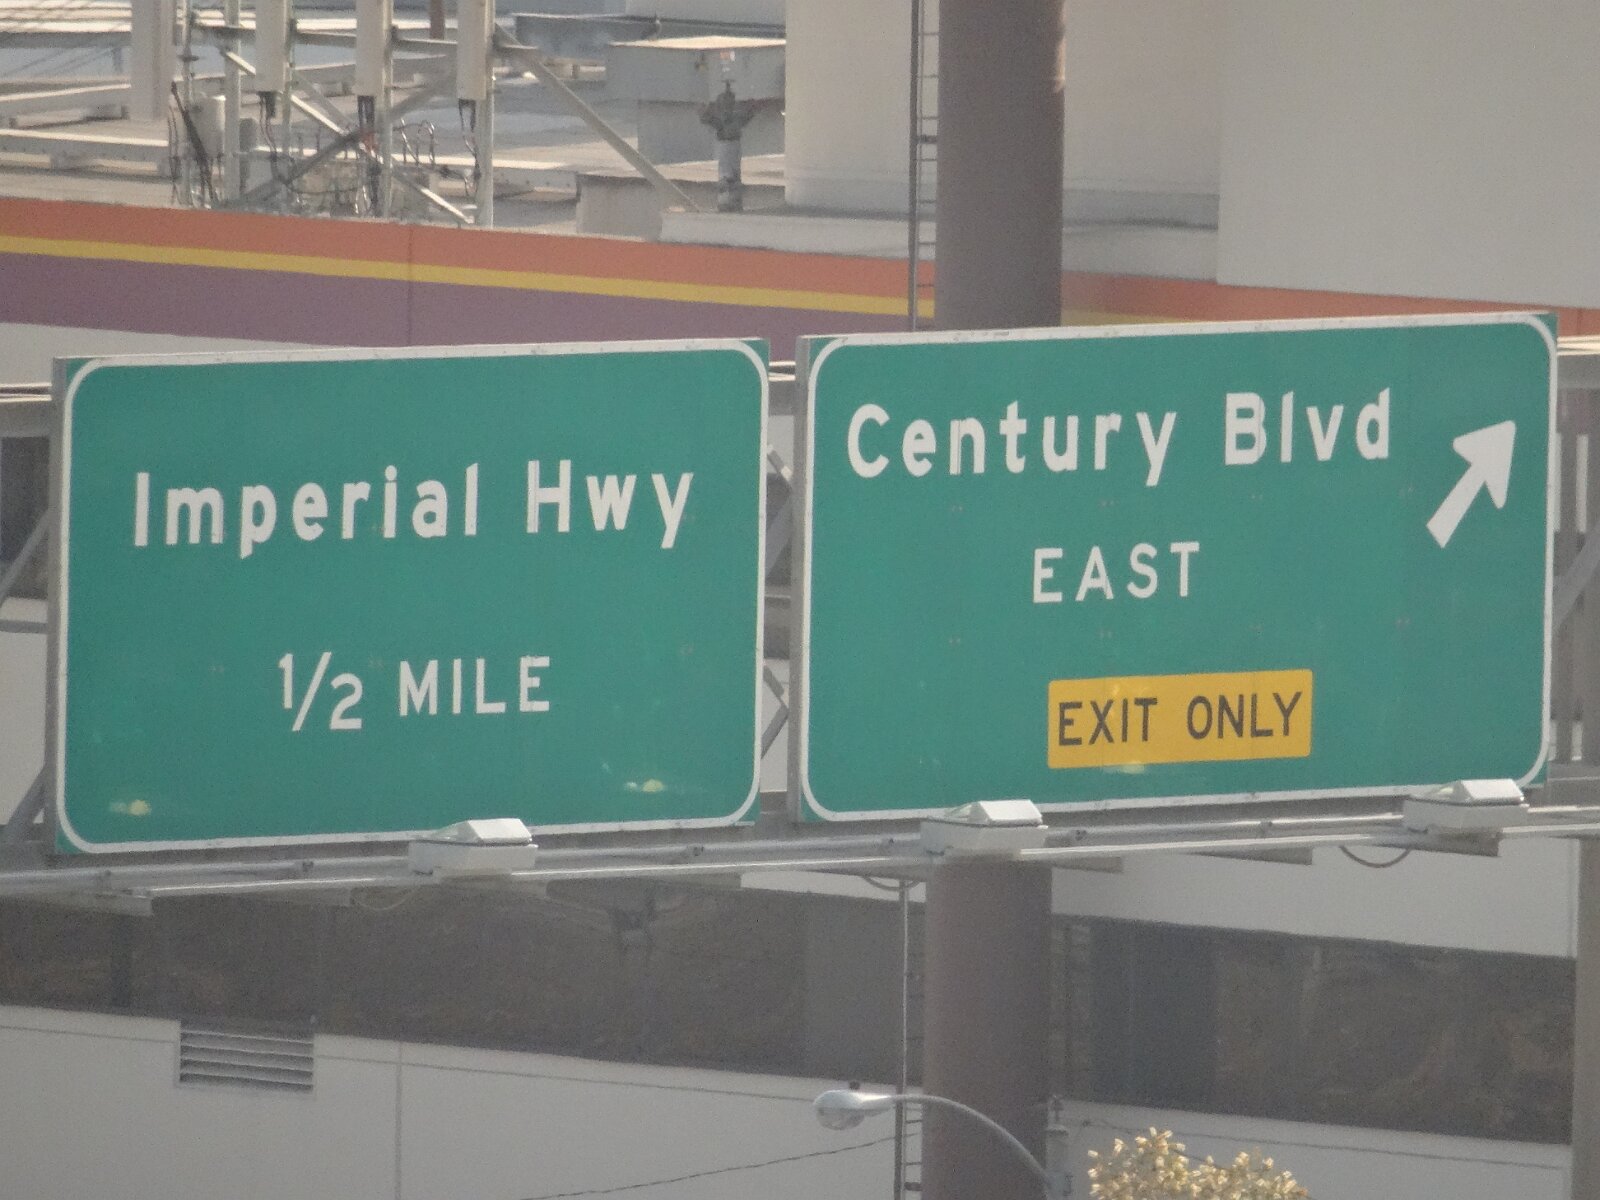 Imperial Hwy
1/2 MILE
Century Blvd
EAST
EXIT ONLY